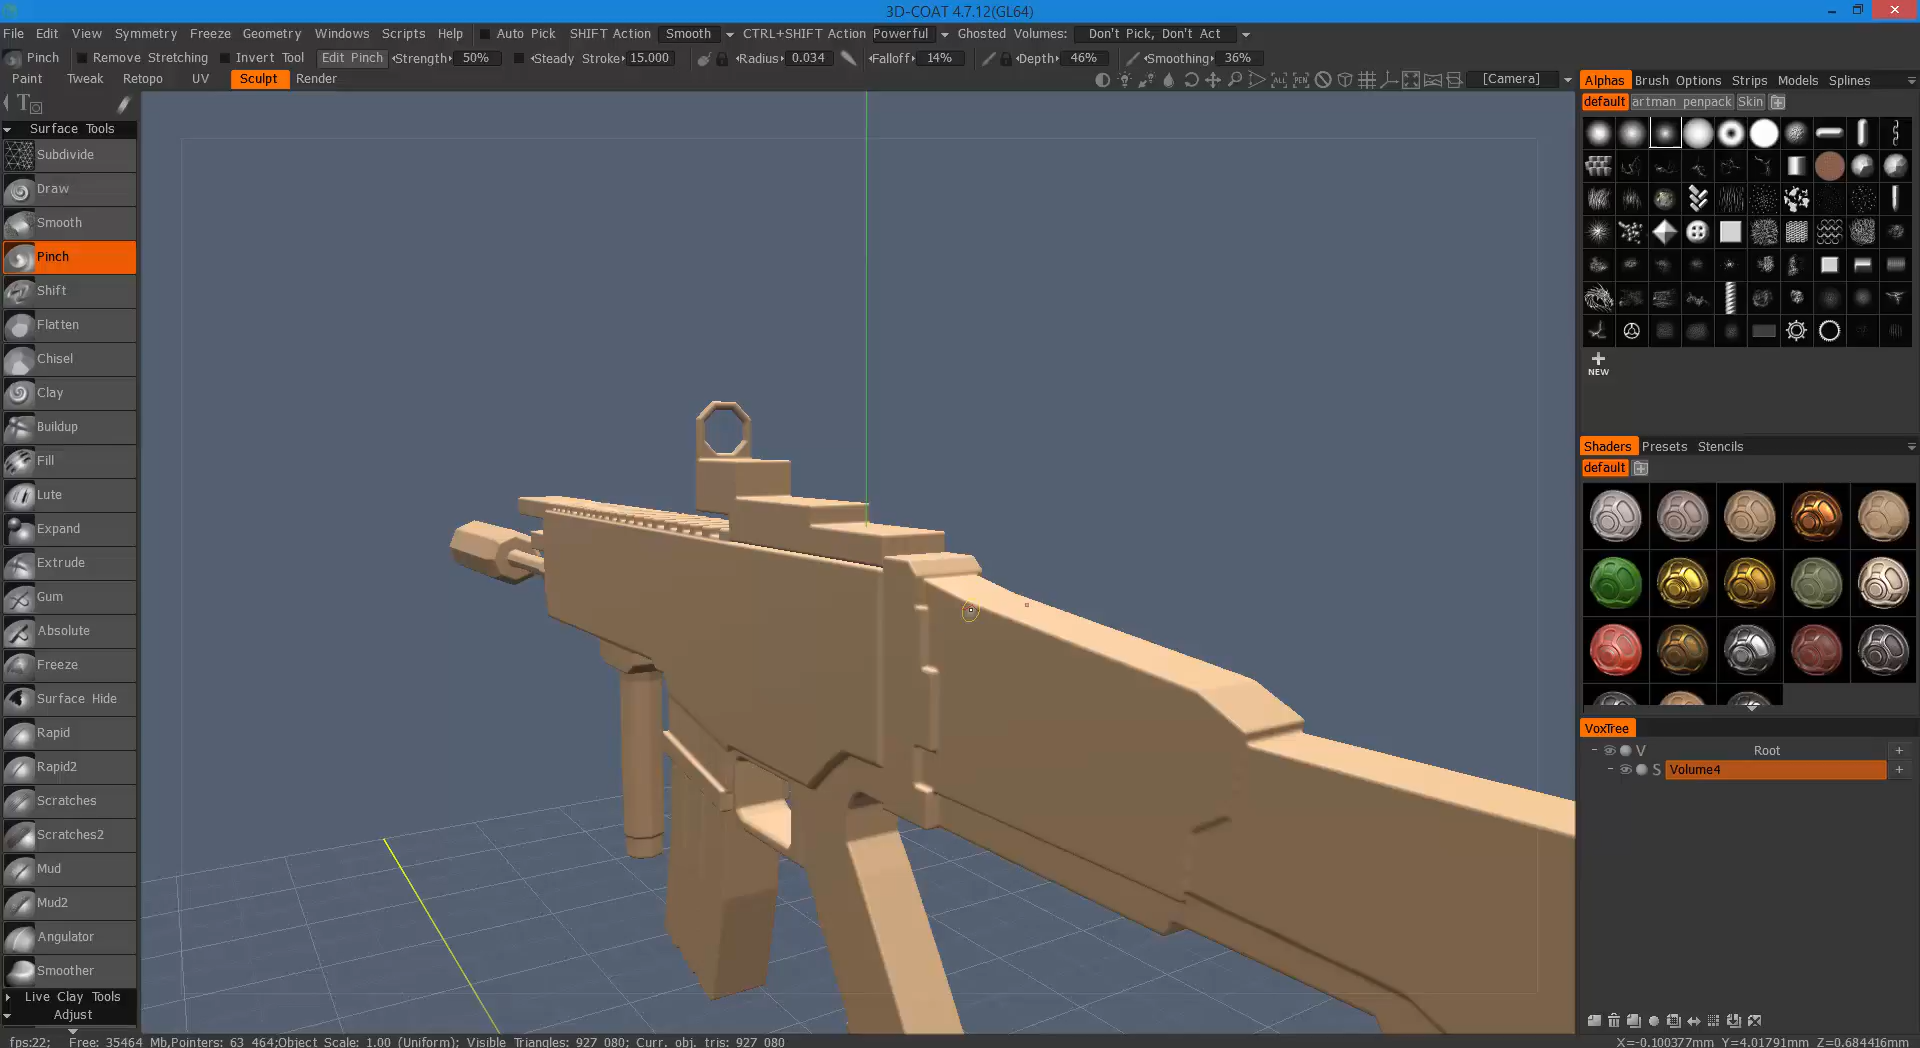 3D-COAT 4.7.12(GL64)
File Edit View Symmetry Freeze Geometry Windows Scripts Help Auto Pick SHIFT Action Smooth CTRL+SHIFT Action Powerful Ghosted Volumes: Don't Pick, Don't Act
Pinch Remove Stretching Invert Tool Edit Pinch Strength 50% Steady Stroke 15.000 Radius 0.034 Falloff 14% Depth 46% Smoothing 36%
Paint Tweak Retopo UV Sculpt Render [Camera]
Alphas Brush Options Strips Models Splines
default artman penpack Skin
Surface Tools
Subdivide
Draw
Smooth
Pinch
Shift
Flatten
Chisel
Clay
Buildup
Fill
Lute
Expand
Extrude
Gum
Absolute
Freeze
Surface Hide
Rapid
Rapid2
Scratches
Scratches2
Mud
Mud2
Angulator
Smoother
Live Clay Tools
Adjust
NEW
Shaders Presets Stencils
default
VoxTree
V Root +
S Volume4 +
fps:22; Free: 35464 Mb,Pointers: 63 464;Object Scale: 1.00 (Uniform); Visible Triangles: 927 080; Curr. obj. tris: 927 080
X=-0.100377mm Y=4.01791mm Z=0.684416mm